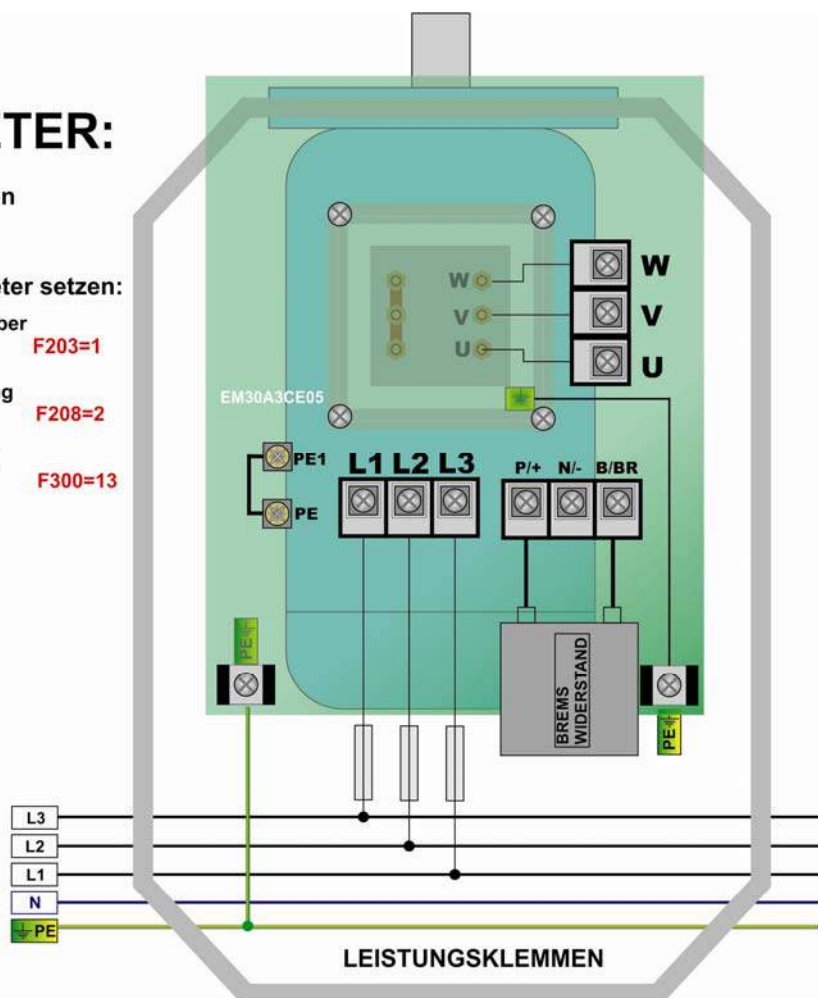 TER:
n
ter setzen:
ber
F203=1
g
F208=2
F300=13
W
V
U
W
V
U
EM30A3CE05
PE1
PE
L1 L2 L3
P/+ N/- B/BR
PE
BREMS
WIDERSTAND
PE
L3
L2
L1
N
PE
LEISTUNGSKLEMMEN